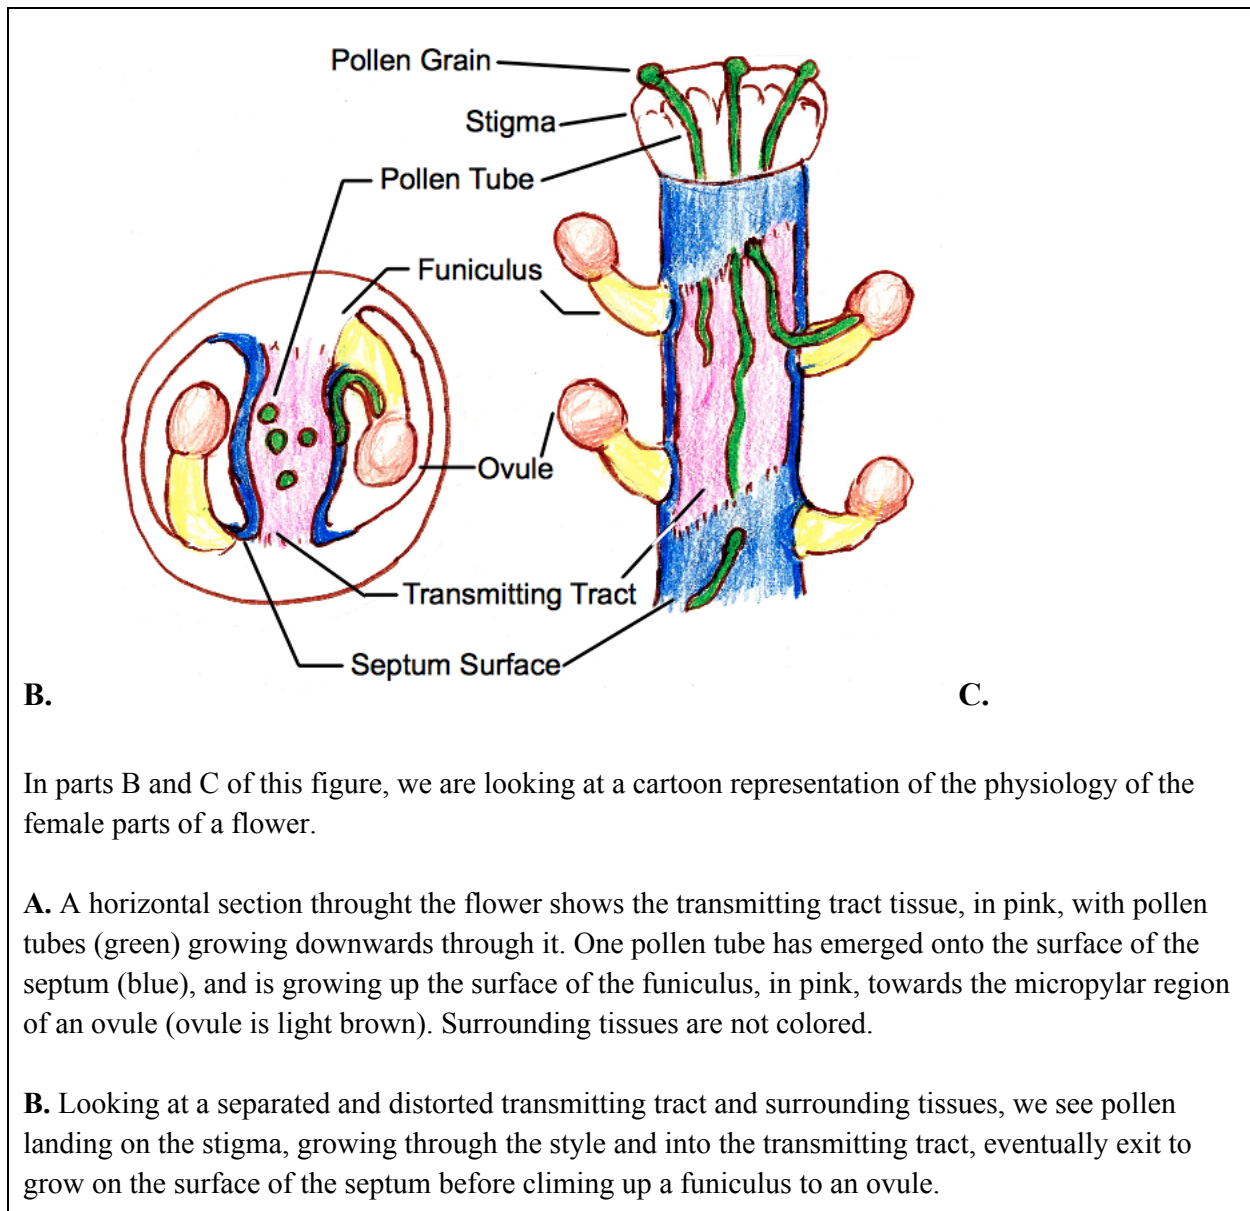 Pollen Grain
Stigma
Pollen Tube
Funiculus
Ovule
Transmitting Tract
Septum Surface
B.
C.
In parts B and C of this figure, we are looking at a cartoon representation of the physiology of the
female parts of a flower.
A. A horizontal section throught the flower shows the transmitting tract tissue, in pink, with pollen
tubes (green) growing downwards through it. One pollen tube has emerged onto the surface of the
septum (blue), and is growing up the surface of the funiculus, in pink, towards the micropylar region
of an ovule (ovule is light brown). Surrounding tissues are not colored.
B. Looking at a separated and distorted transmitting tract and surrounding tissues, we see pollen
landing on the stigma, growing through the style and into the transmitting tract, eventually exit to
grow on the surface of the septum before climing up a funiculus to an ovule.